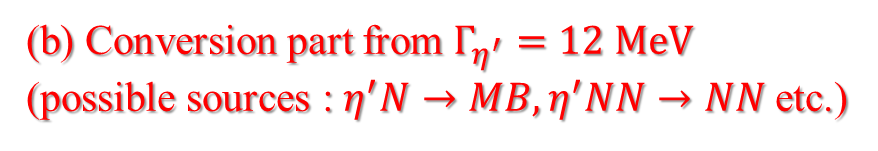 (b) Conversion part from Γ_η′ = 12 MeV
(possible sources : η′N → MB, η′NN → NN etc.)